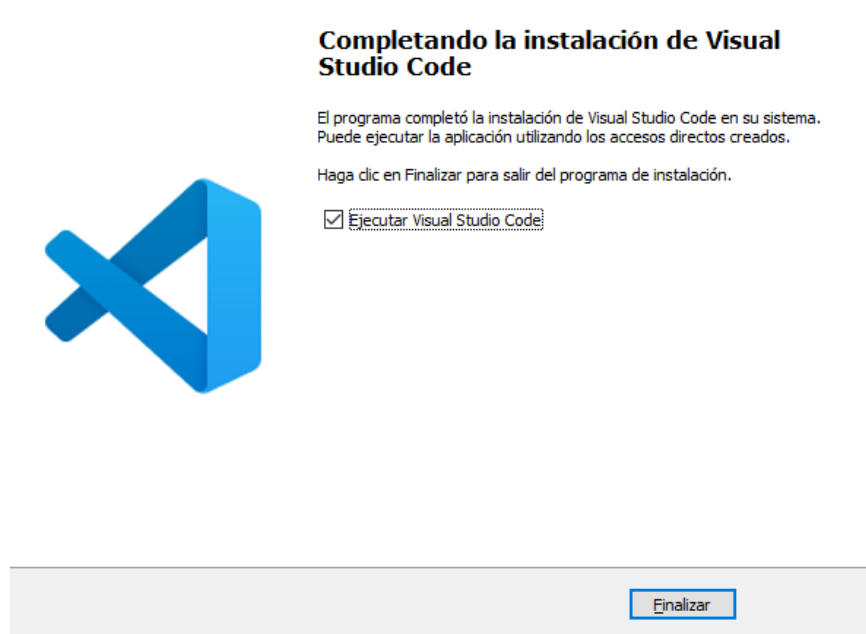 Completando la instalación de Visual
Studio Code
El programa completó la instalación de Visual Studio Code en su sistema.
Puede ejecutar la aplicación utilizando los accesos directos creados.
Haga clic en Finalizar para salir del programa de instalación.
Ejecutar Visual Studio Code
Finalizar